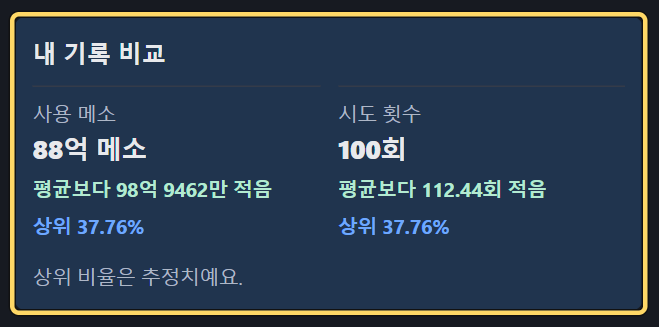 내 기록 비교
사용 메소
88억 메소
평균보다 98억 9462만 적음
상위 37.76%
시도 횟수
100회
평균보다 112.44회 적음
상위 37.76%
상위 비율은 추정치예요.